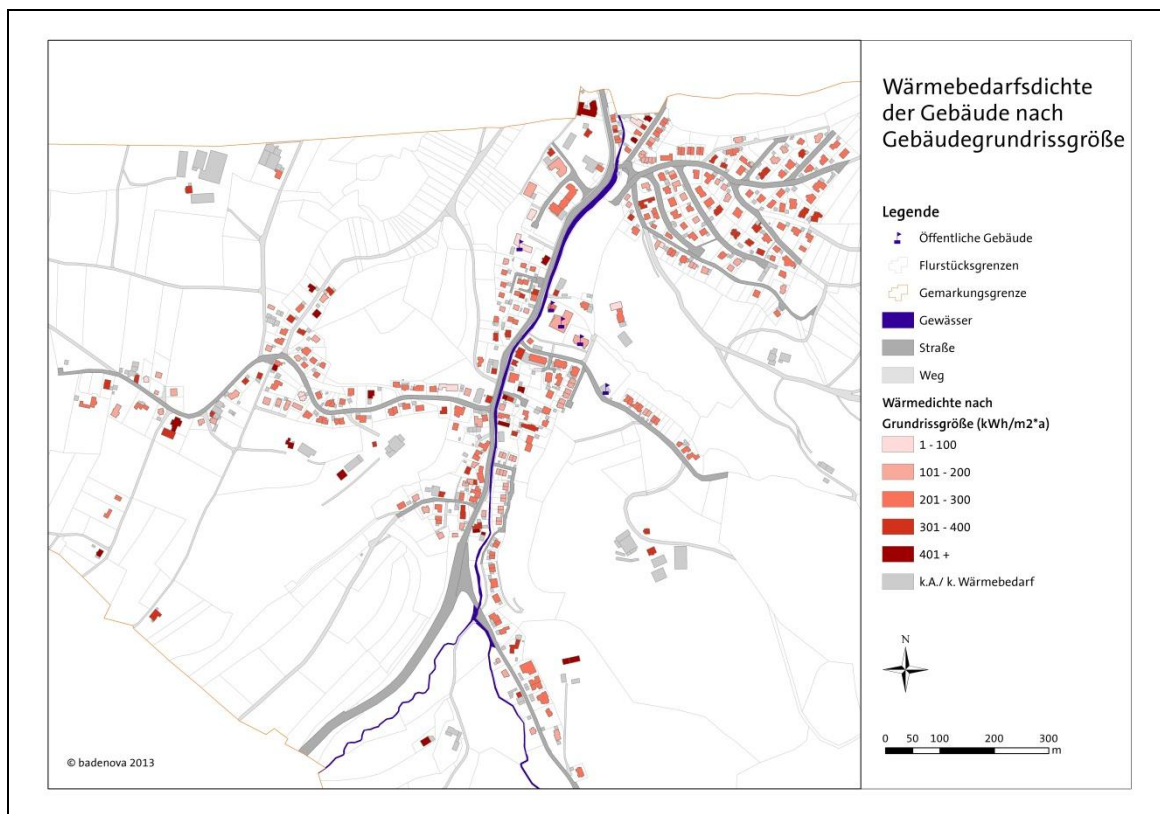 Wärmebedarfsdichte
der Gebäude nach
Gebäudegrundrissgröße
Legende
Öffentliche Gebäude
Flurstücksgrenzen
Gemarkungsgrenze
Gewässer
Straße
Weg
Wärmedichte nach
Grundrissgröße (kWh/m2*a)
1 - 100
101 - 200
201 - 300
301 - 400
401 +
k.A./ k. Wärmebedarf
N
0 50 100 200 300
m
© badenova 2013